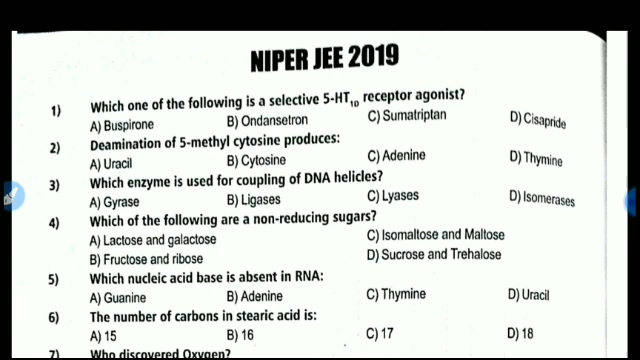 NIPER JEE 2019
1) Which one of the following is a selective 5-HT1D receptor agonist?
A) Buspirone B) Ondansetron C) Sumatriptan D) Cisapride
2) Deamination of 5-methyl cytosine produces:
A) Uracil B) Cytosine C) Adenine D) Thymine
3) Which enzyme is used for coupling of DNA helicles?
A) Gyrase B) Ligases C) Lyases D) Isomerases
4) Which of the following are a non-reducing sugars?
A) Lactose and galactose C) Isomaltose and Maltose
B) Fructose and ribose D) Sucrose and Trehalose
5) Which nucleic acid base is absent in RNA:
A) Guanine B) Adenine C) Thymine D) Uracil
6) The number of carbons in stearic acid is:
A) 15 B) 16 C) 17 D) 18
7) Who discovered Oxygen?